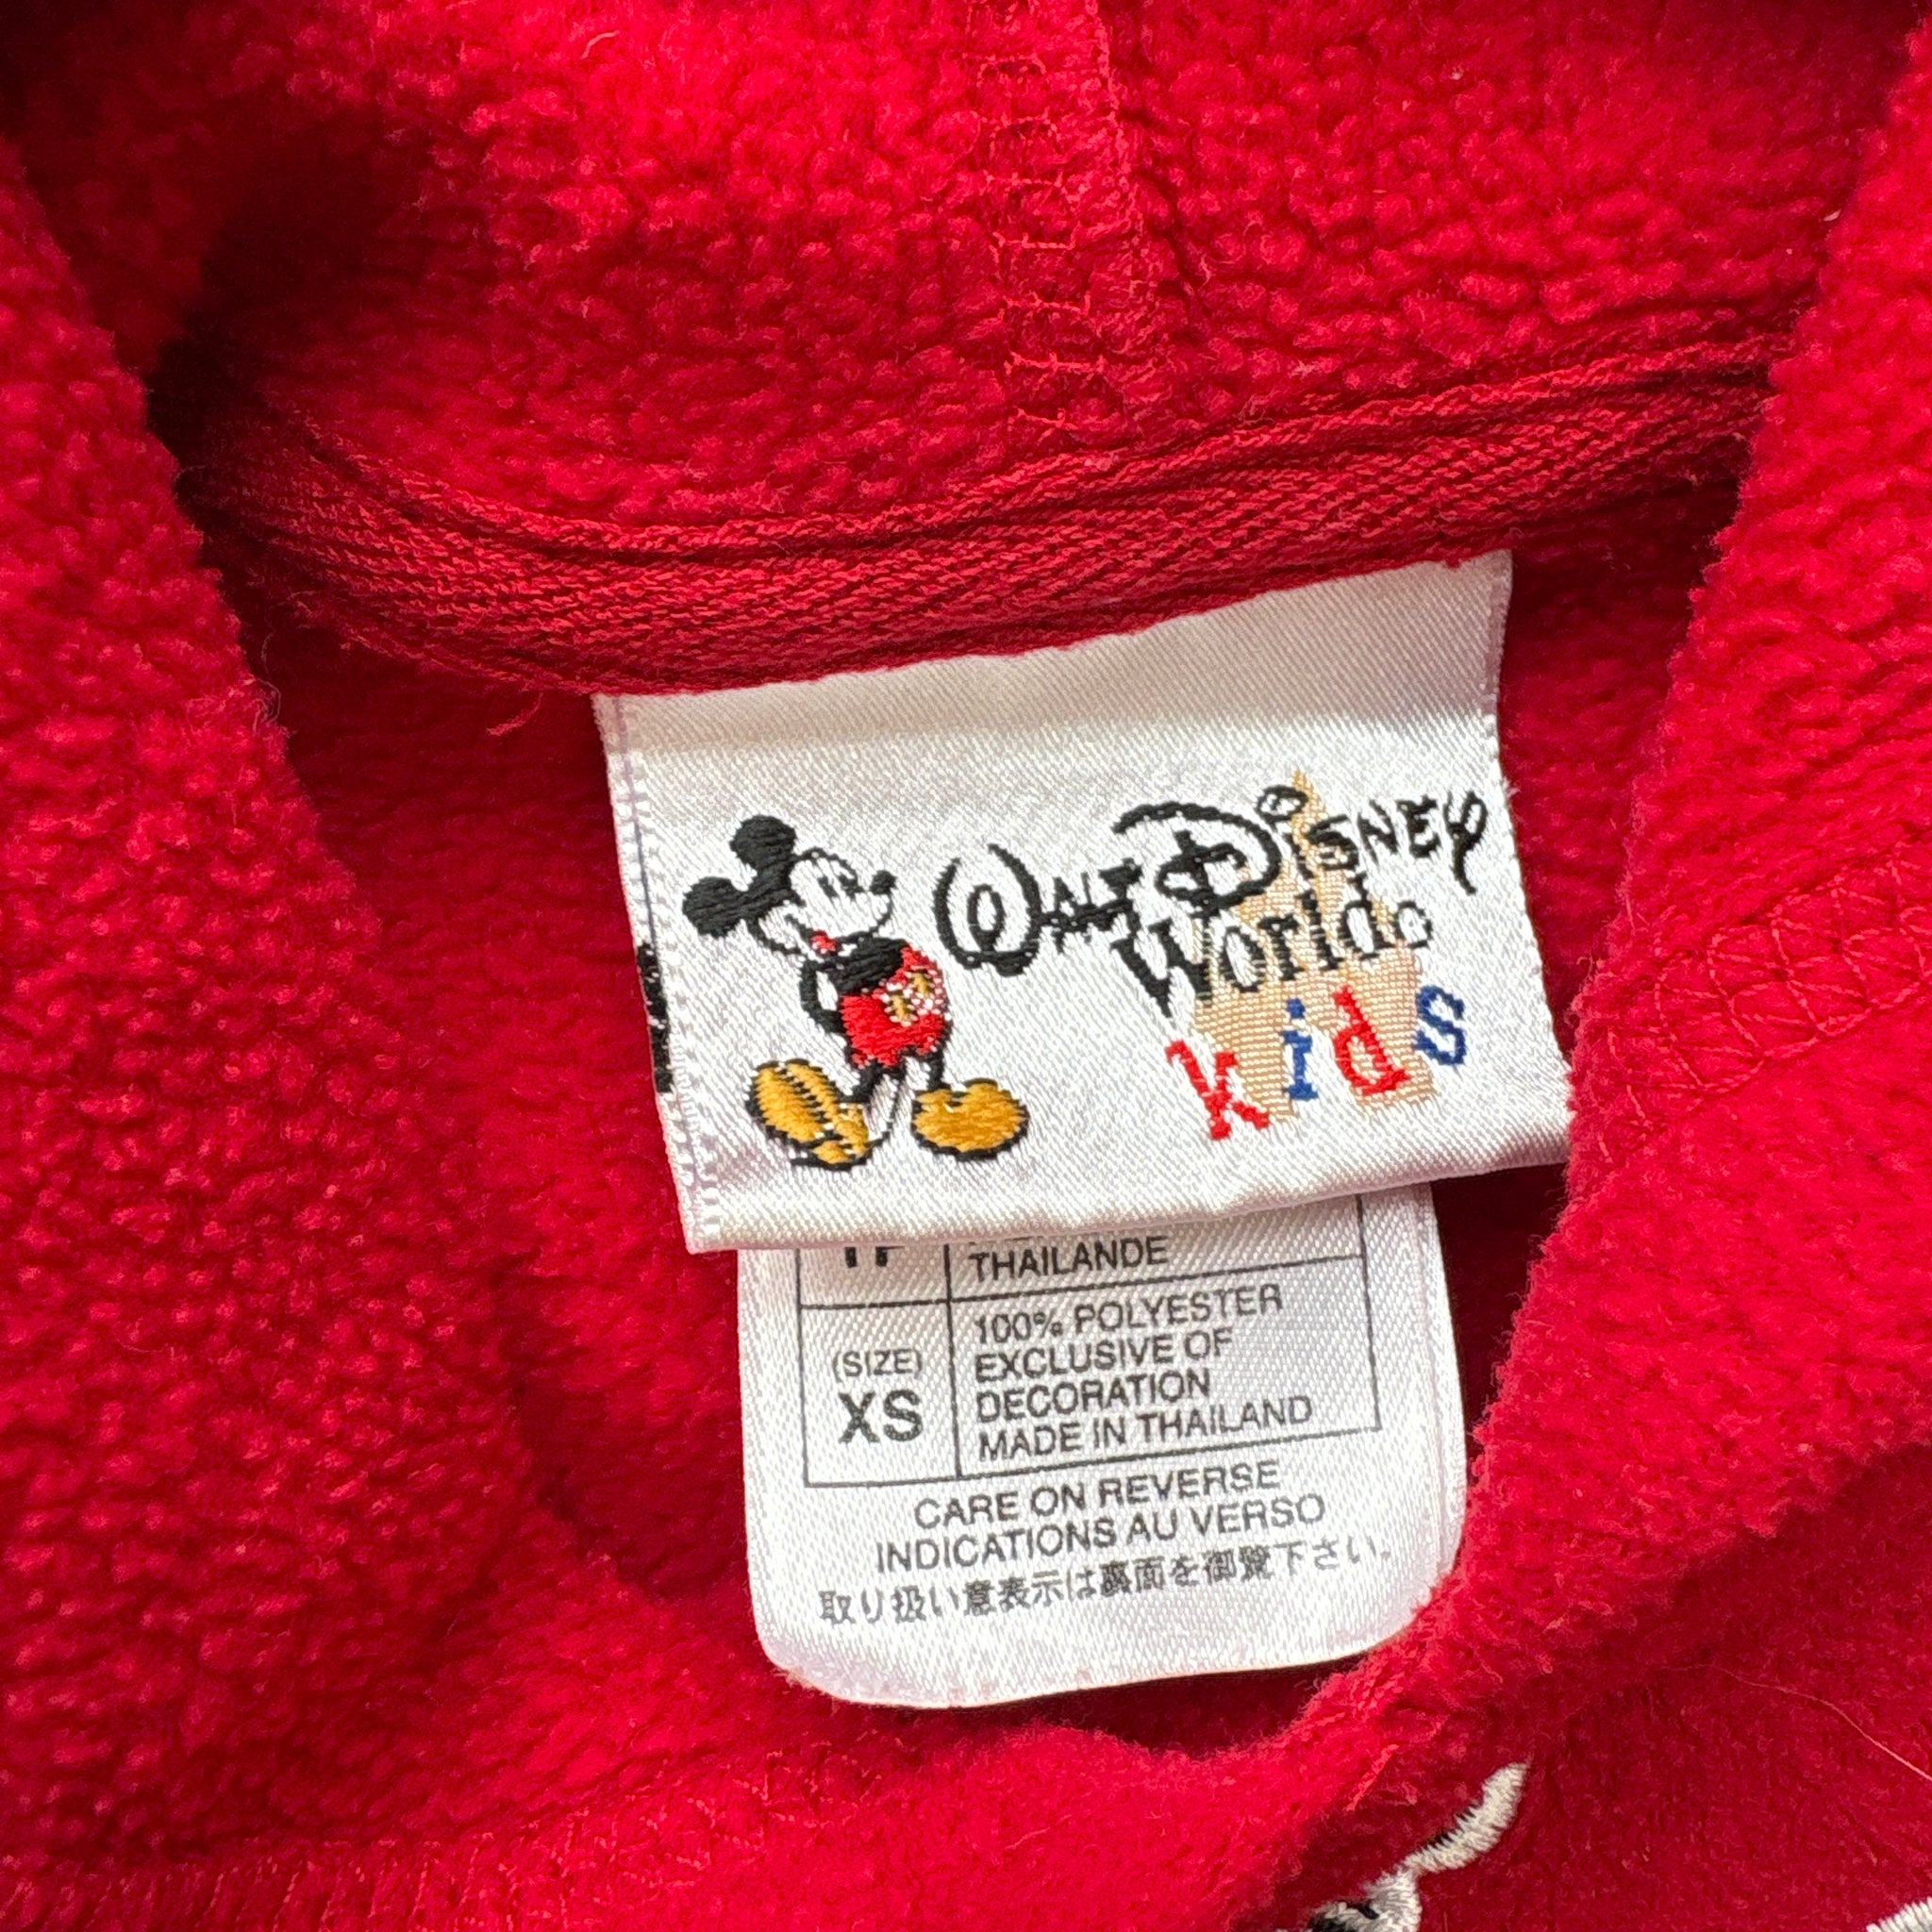 WALT DISNEY
World
kids
THAILANDE
(SIZE)
XS
100% POLYESTER
EXCLUSIVE OF
DECORATION
MADE IN THAILAND
CARE ON REVERSE
INDICATIONS AU VERSO
取り扱い意表示は裏面を御覧下さい。